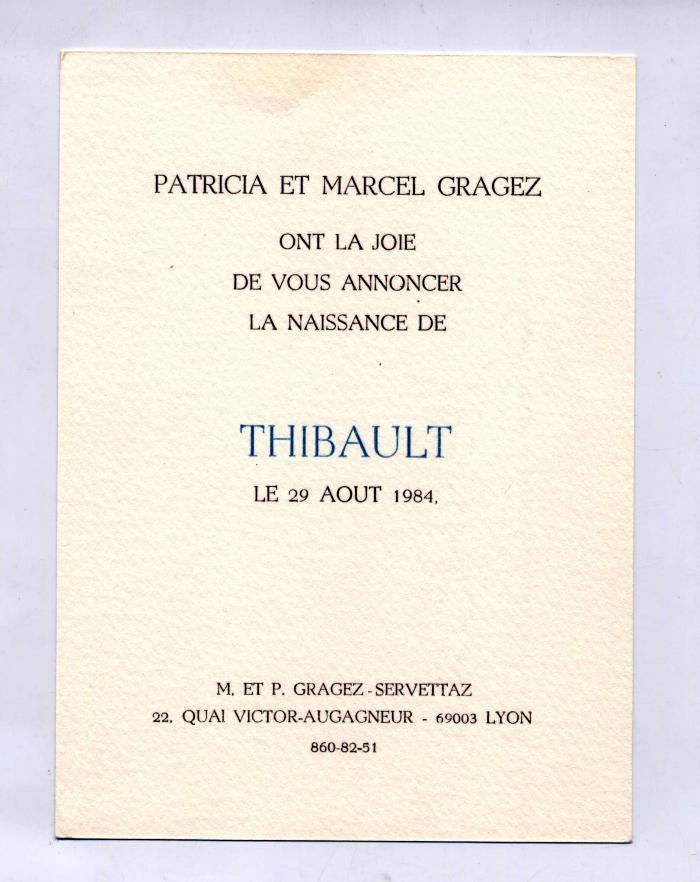 PATRICIA ET MARCEL GRAGEZ
ONT LA JOIE
DE VOUS ANNONCER
LA NAISSANCE DE
THIBAULT
LE 29 AOUT 1984,
M. ET P. GRAGEZ-SERVETTAZ
22, QUAI VICTOR-AUGAGNEUR - 69003 LYON
860-82-51